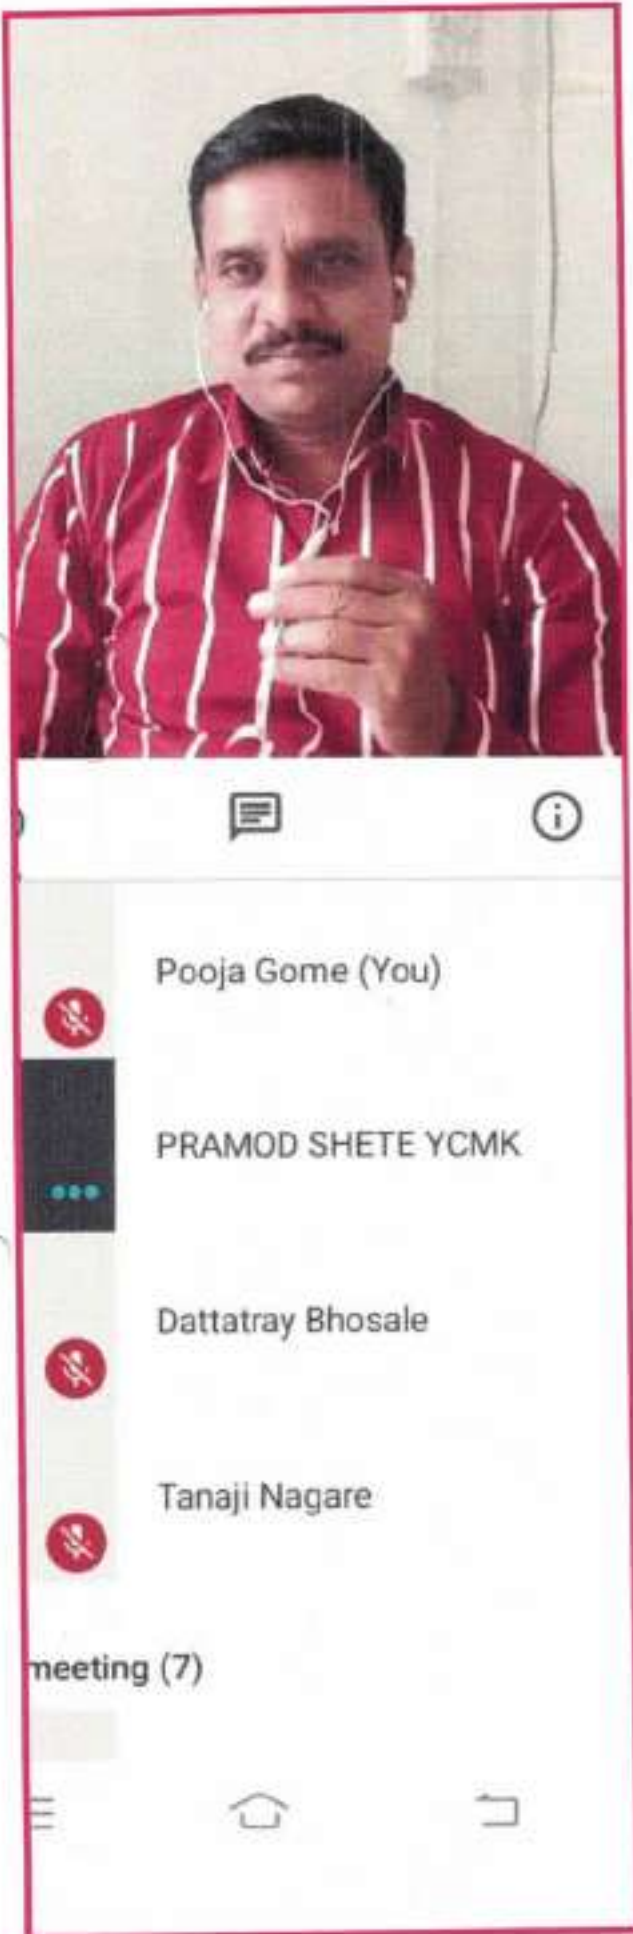 Pooja Gome (You)
PRAMOD SHETE YCMK
Dattatray Bhosale
Tanaji Nagare
meeting (7)